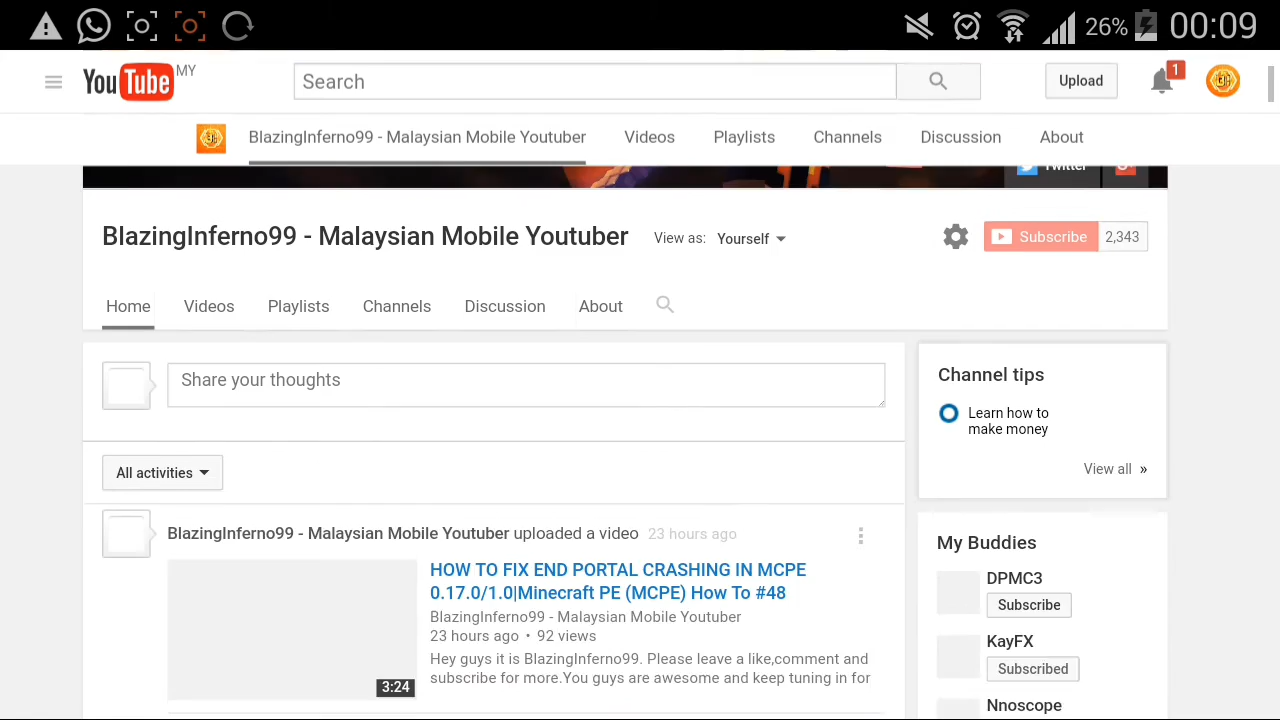 26% 00:09
YouTube MY
Search
Upload
1
BlazingInferno99 - Malaysian Mobile Youtuber Videos Playlists Channels Discussion About
Twitter
BlazingInferno99 - Malaysian Mobile Youtuber View as: Yourself Subscribe 2,343
Home Videos Playlists Channels Discussion About
Share your thoughts
Channel tips
Learn how to
make money
View all »
All activities
BlazingInferno99 - Malaysian Mobile Youtuber uploaded a video 23 hours ago
HOW TO FIX END PORTAL CRASHING IN MCPE
0.17.0/1.0|Minecraft PE (MCPE) How To #48
BlazingInferno99 - Malaysian Mobile Youtuber
23 hours ago • 92 views
Hey guys it is BlazingInferno99. Please leave a like,comment and
subscribe for more.You guys are awesome and keep tuning in for
3:24
My Buddies
DPMC3
Subscribe
KayFX
Subscribed
Nnoscope